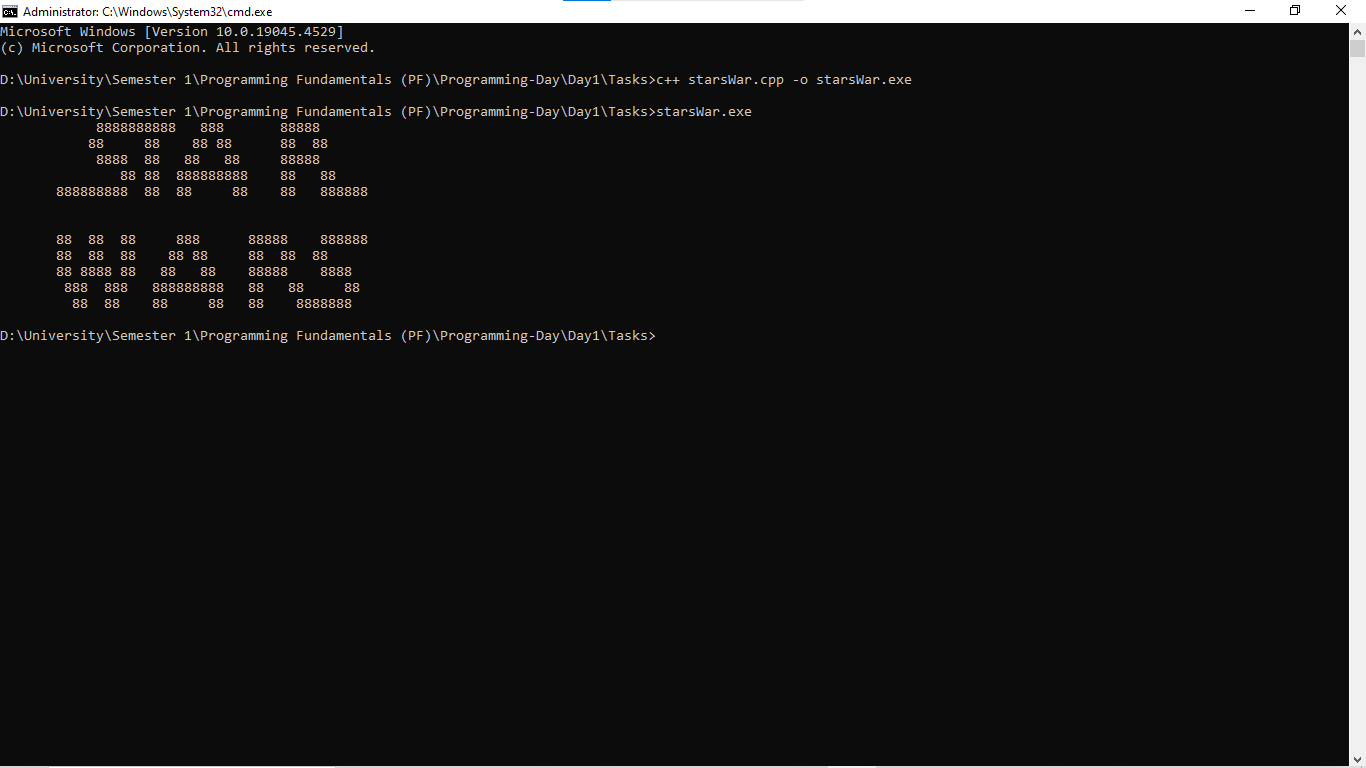 Administrator: C:\Windows\System32\cmd.exe
Microsoft Windows [Version 10.0.19045.4529]
(c) Microsoft Corporation. All rights reserved.

D:\University\Semester 1\Programming Fundamentals (PF)\Programming-Day\Day1\Tasks>c++ starsWar.cpp -o starsWar.exe

D:\University\Semester 1\Programming Fundamentals (PF)\Programming-Day\Day1\Tasks>starsWar.exe
            8888888888   888       88888
           88     88    88 88      88  88
            8888  88   88   88     88888
               88 88  888888888    88   88
       888888888  88  88     88    88   888888


       88  88  88     888      88888    888888
       88  88  88    88 88     88  88  88
       88 8888 88   88   88    88888    8888
        888  888   888888888   88   88     88
         88  88    88     88   88    8888888

D:\University\Semester 1\Programming Fundamentals (PF)\Programming-Day\Day1\Tasks>